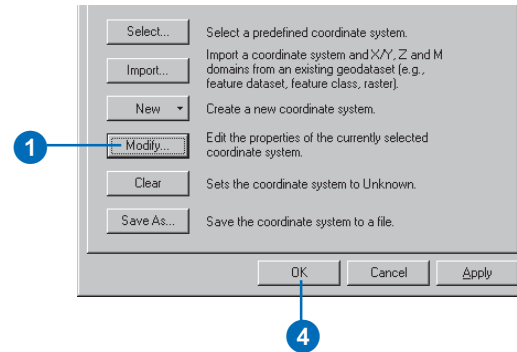 Select... Select a predefined coordinate system.
Import a coordinate system and X/Y, Z and M
Import... domains from an existing geodataset (e.g.,
feature dataset, feature class, raster).
New Create a new coordinate system.
1 Modify... Edit the properties of the currently selected
coordinate system.
Clear Sets the coordinate system to Unknown.
Save As... Save the coordinate system to a file.
OK Cancel Apply
4